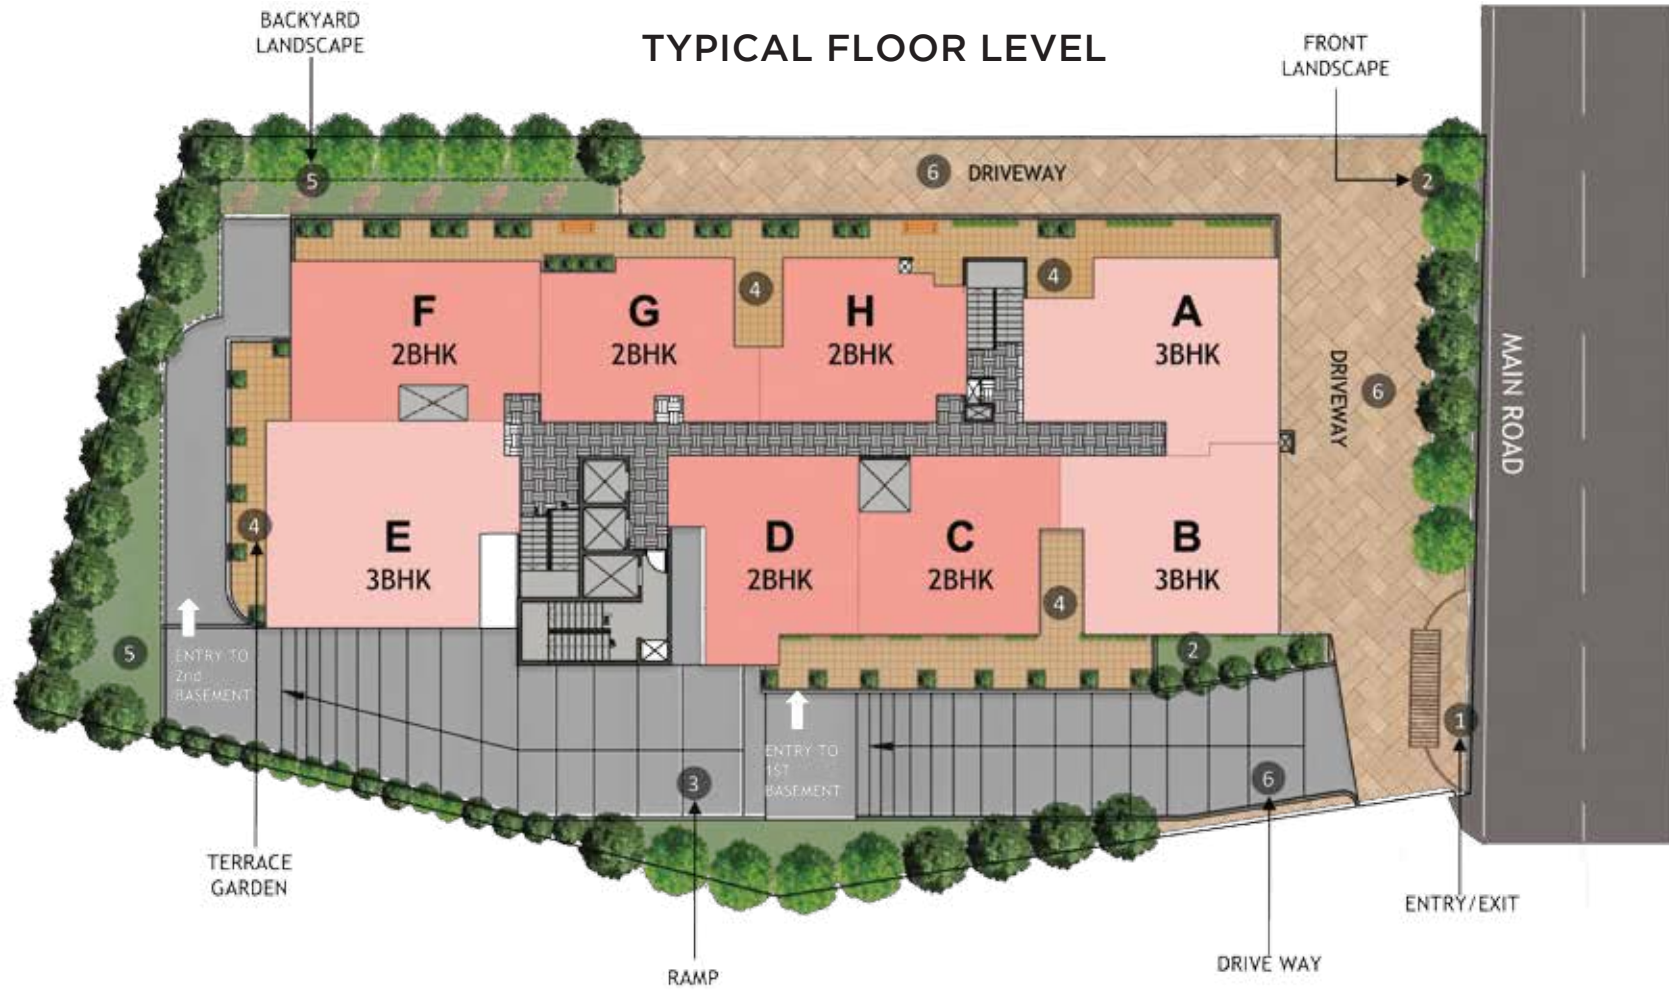 BACKYARD
LANDSCAPE
TYPICAL FLOOR LEVEL
FRONT
LANDSCAPE
5
6 DRIVEWAY
2
4
4
F
2BHK
G
2BHK
H
2BHK
A
3BHK
DRIVEWAY
6
MAIN ROAD
4
E
3BHK
D
2BHK
C
2BHK
B
3BHK
4
5
ENTRY TO
2nd
BASEMENT
2
1
ENTRY TO
1ST
BASEMENT
3
6
TERRACE
GARDEN
ENTRY/EXIT
RAMP
DRIVE WAY